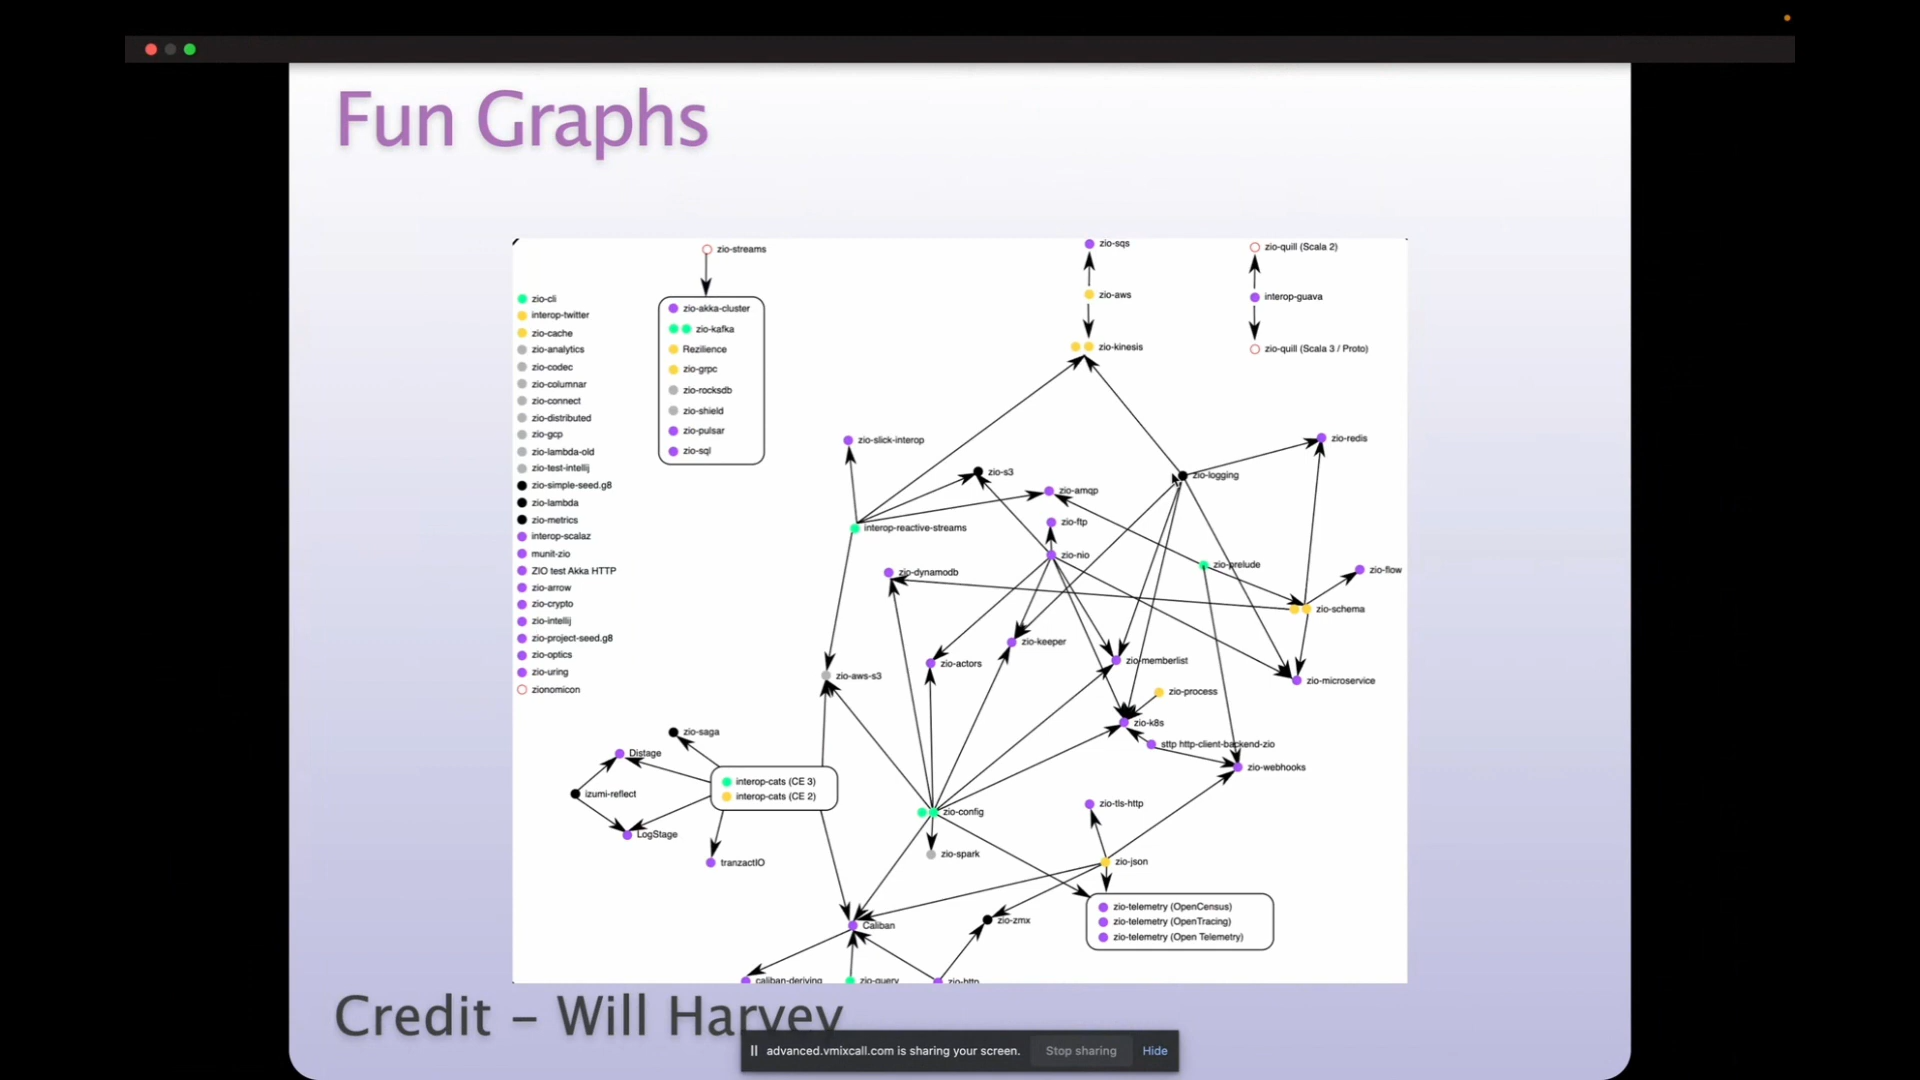 Fun Graphs
zio-streams
zio-sqs
zio-quill (Scala 2)
zio-aws
interop-guava
zio-kinesis
zio-quill (Scala 3 / Proto)
zio-cli
interop-twitter
zio-cache
zio-analytics
zio-codec
zio-columnar
zio-connect
zio-distributed
zio-gcp
zio-lambda-old
zio-test-intellij
zio-simple-seed.g8
zio-lambda
zio-metrics
interop-scalaz
munit-zio
ZIO test Akka HTTP
zio-arrow
zio-crypto
zio-intellij
zio-project-seed.g8
zio-optics
zio-uring
zionomicon
zio-akka-cluster
zio-kafka
Rezilience
zio-grpc
zio-rocksdb
zio-shield
zio-pulsar
zio-sql
zio-slick-interop
zio-redis
zio-s3
zio-logging
zio-amqp
zio-ftp
interop-reactive-streams
zio-nio
zio-prelude
zio-dynamodb
zio-flow
zio-schema
zio-keeper
zio-actors
zio-memberlist
zio-aws-s3
zio-microservice
zio-process
zio-k8s
zio-saga
sttp http-client-backend-zio
Distage
zio-webhooks
interop-cats (CE 3)
interop-cats (CE 2)
izumi-reflect
zio-tls-http
zio-config
LogStage
zio-spark
tranzactIO
zio-json
zio-telemetry (OpenCensus)
zio-telemetry (OpenTracing)
zio-telemetry (Open Telemetry)
zio-zmx
Caliban
caliban-deriving
zio-query
zio-http
Credit – Will Harvey
advanced.vmixcall.com is sharing your screen.
Stop sharing
Hide